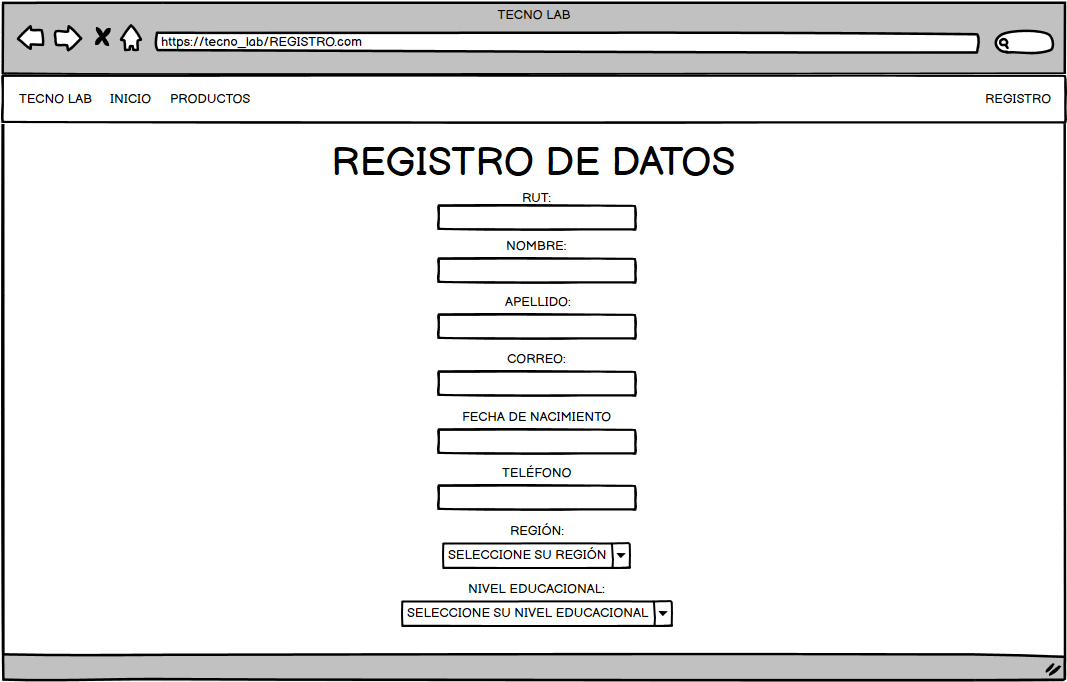 TECNO LAB
https://tecno_lab/REGISTRO.com
TECNO LAB INICIO PRODUCTOS REGISTRO
REGISTRO DE DATOS
RUT:
NOMBRE:
APELLIDO:
CORREO:
FECHA DE NACIMIENTO
TELÉFONO
REGIÓN:
SELECCIONE SU REGIÓN
NIVEL EDUCACIONAL:
SELECCIONE SU NIVEL EDUCACIONAL